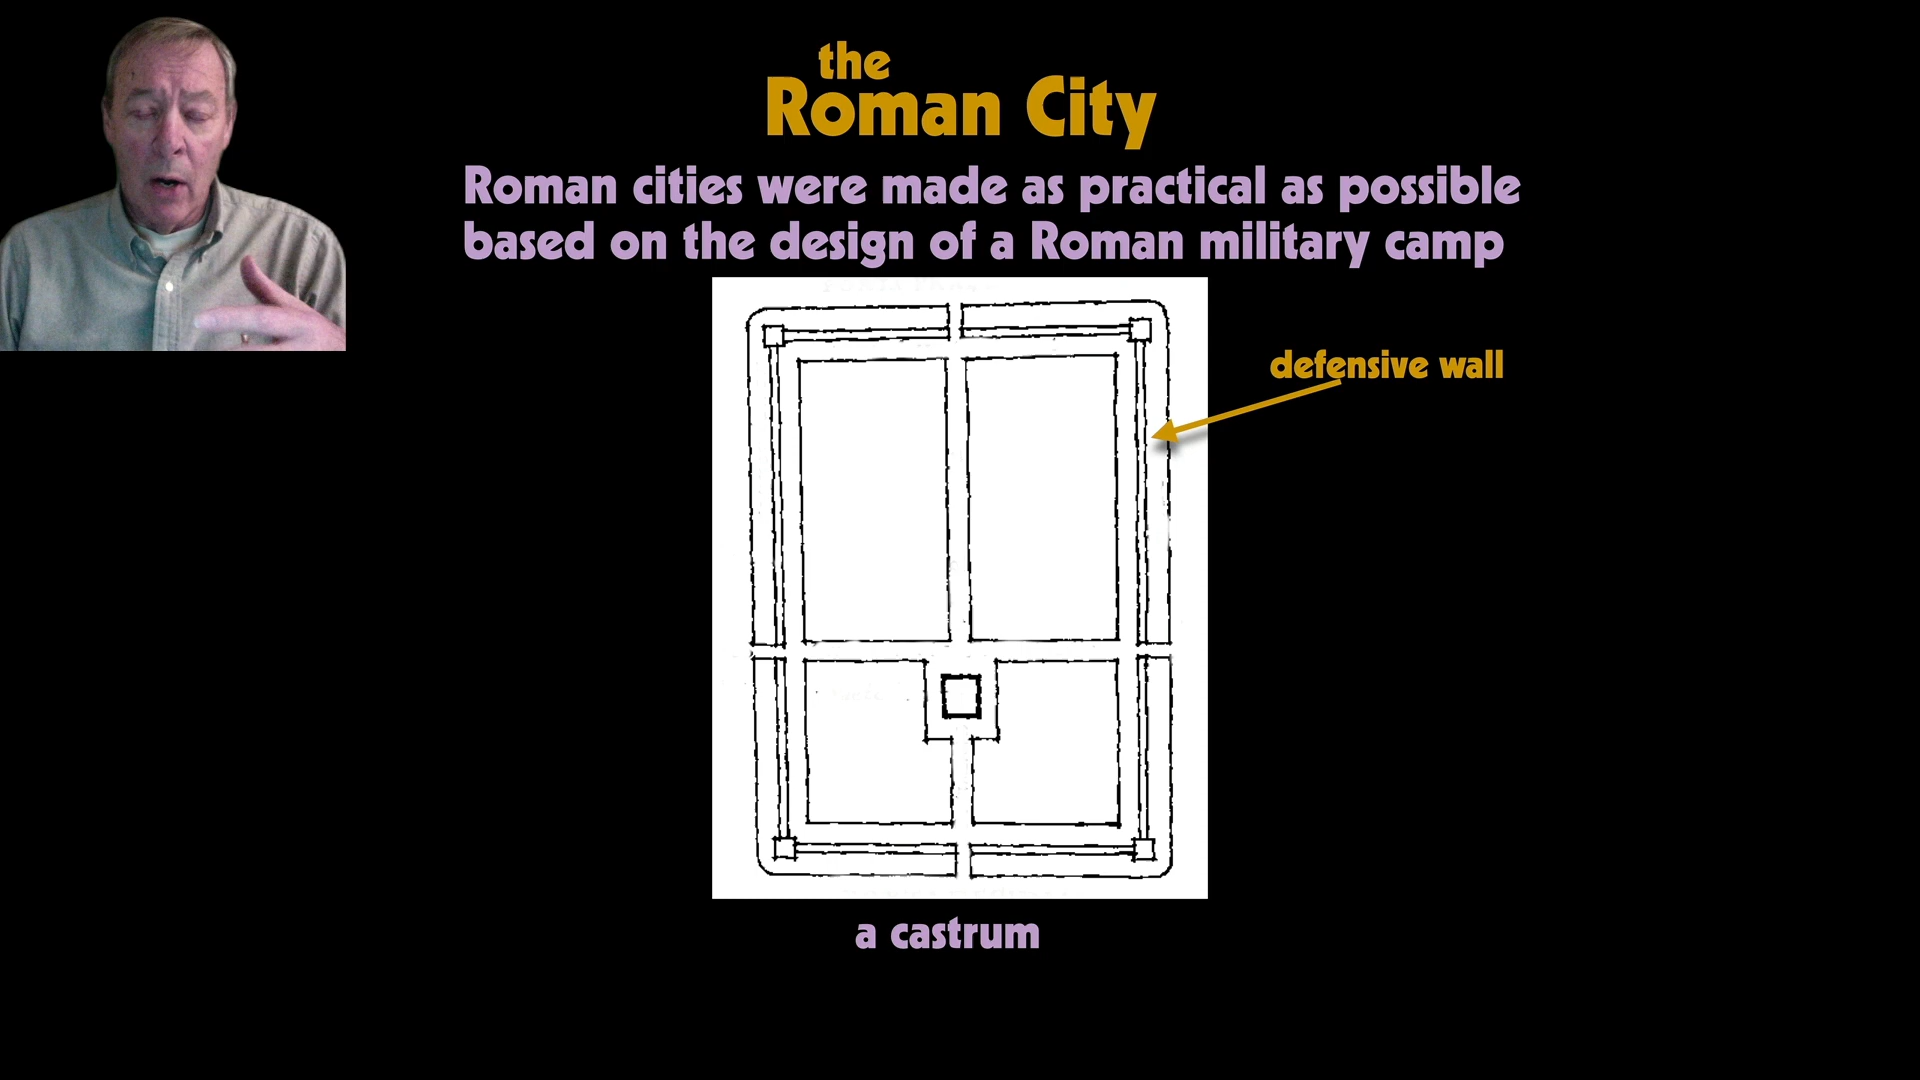 the
Roman City
Roman cities were made as practical as possible
based on the design of a Roman military camp
defensive wall
a castrum